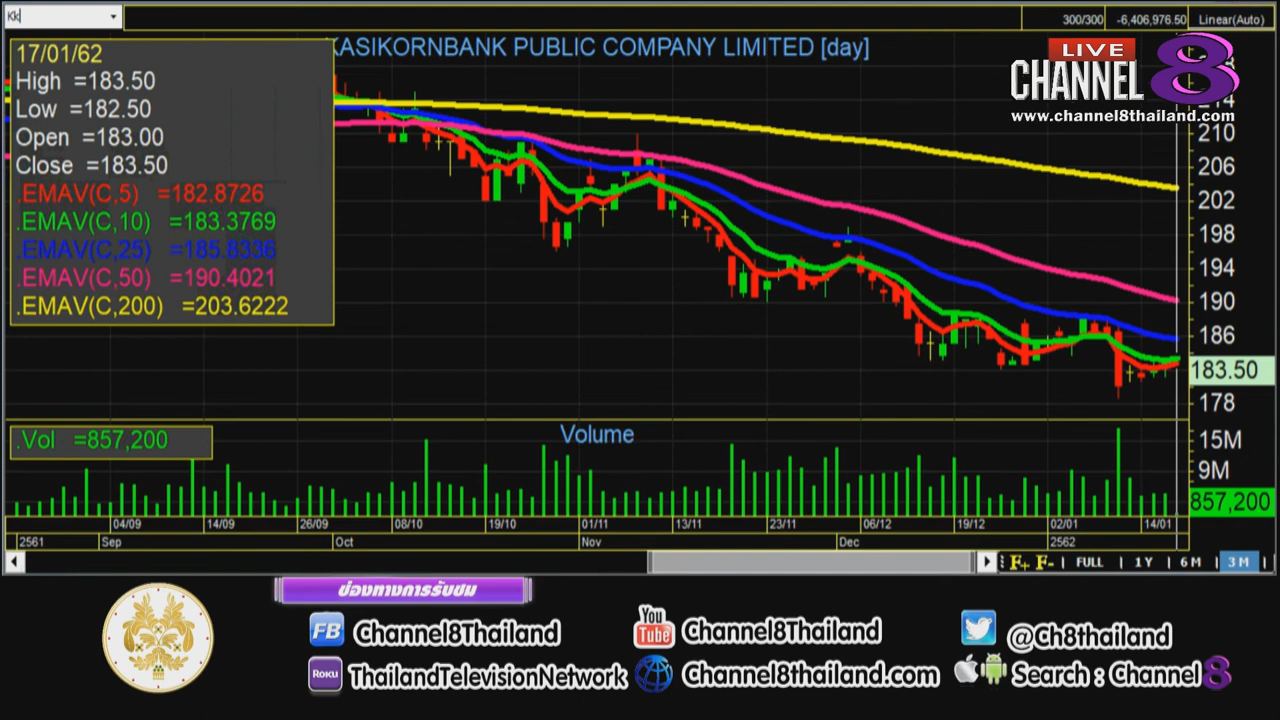 Kk
300/300 -6,406,976.50 Linear(Auto)
KASIKORNBANK PUBLIC COMPANY LIMITED [day]
LIVE
CHANNEL 8
www.channel8thailand.com
17/01/62
High =183.50
Low =182.50
Open =183.00
Close =183.50
.EMAV(C,5) =182.8726
.EMAV(C,10) =183.3769
.EMAV(C,25) =185.8336
.EMAV(C,50) =190.4021
.EMAV(C,200) =203.6222
214
210
206
202
198
194
190
186
183.50
178
.Vol =857,200
Volume
15M
9M
857,200
04/09 14/09 26/09 08/10 19/10 01/11 13/11 23/11 06/12 19/12 02/01 14/01
2561 Sep Oct Nov Dec 2562
F+ F- FULL 1Y 6M 3M
ช่องทางการรับชม
FB Channel8Thailand
You Tube Channel8Thailand
@Ch8thailand
ROKU ThailandTelevisionNetwork
Channel8thailand.com
Search : Channel 8